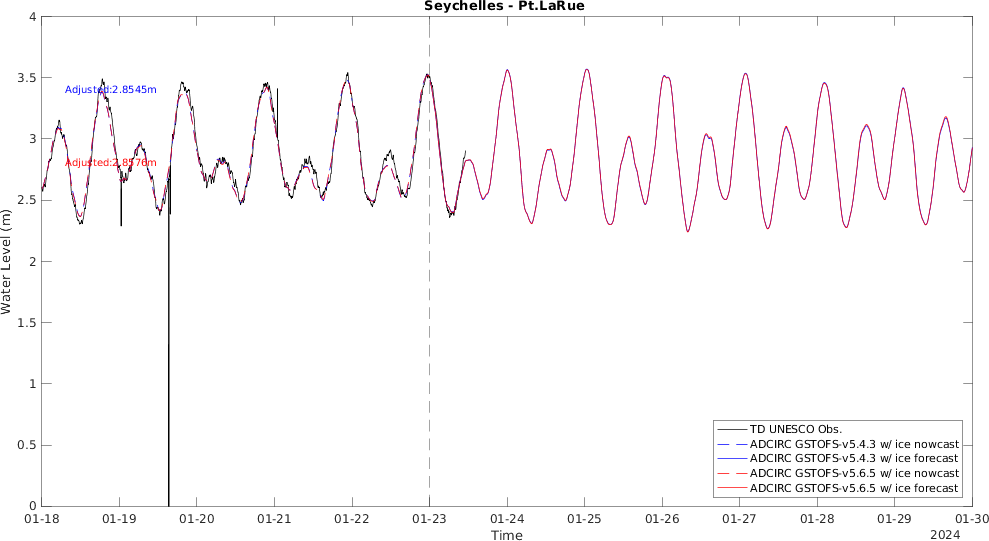 Seychelles - Pt.LaRue
4
3.5
3
2.5
2
1.5
1
0.5
0
Water Level (m)
Adjusted:2.8545m
Adjusted:2.8576m
TD UNESCO Obs.
ADCIRC GSTOFS-v5.4.3 w/ ice nowcast
ADCIRC GSTOFS-v5.4.3 w/ ice forecast
ADCIRC GSTOFS-v5.6.5 w/ ice nowcast
ADCIRC GSTOFS-v5.6.5 w/ ice forecast
01-18 01-19 01-20 01-21 01-22 01-23 01-24 01-25 01-26 01-27 01-28 01-29 01-30
Time
2024